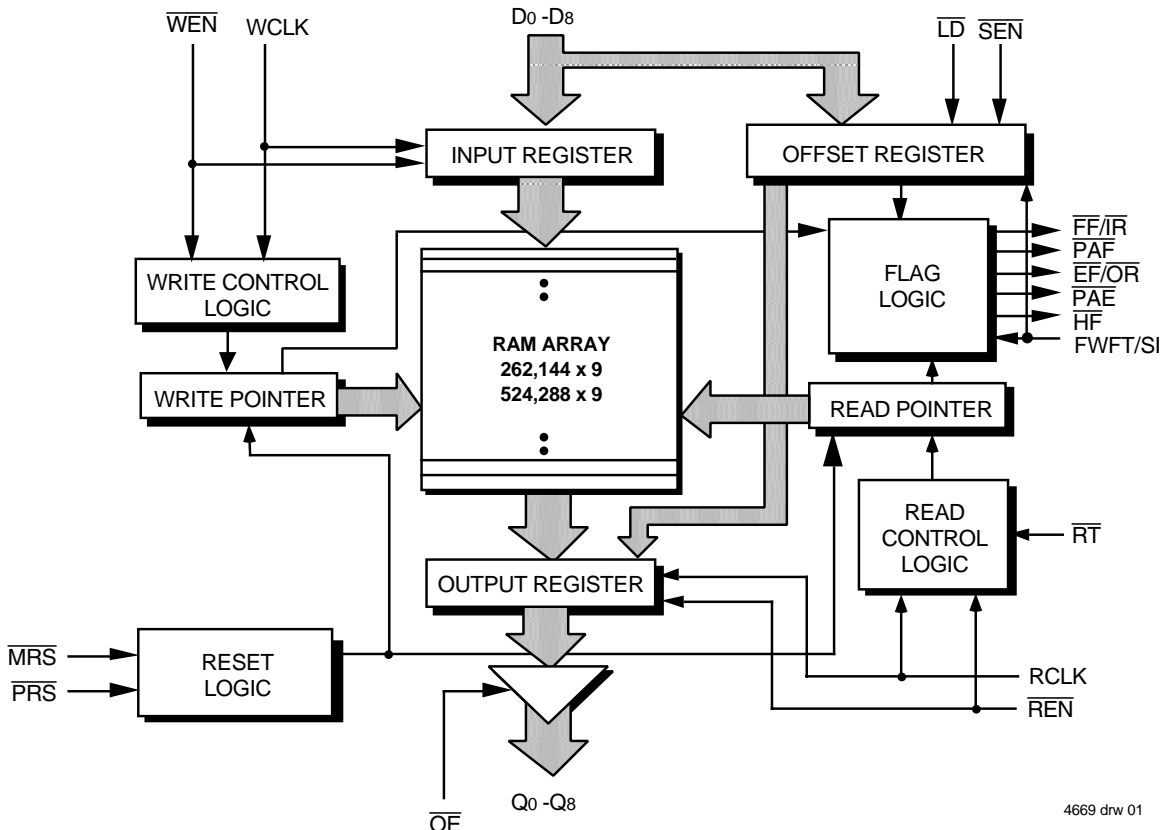 WEN WCLK D0 -D8 LD SEN
INPUT REGISTER
OFFSET REGISTER
WRITE CONTROL
LOGIC
FLAG
LOGIC
FF/IR
PAF
EF/OR
PAE
HF
FWFT/SI
RAM ARRAY
262,144 x 9
524,288 x 9
WRITE POINTER
READ POINTER
READ
CONTROL
LOGIC
RT
OUTPUT REGISTER
MRS
PRS
RESET
LOGIC
RCLK
REN
OE
Q0 -Q8
4669 drw 01